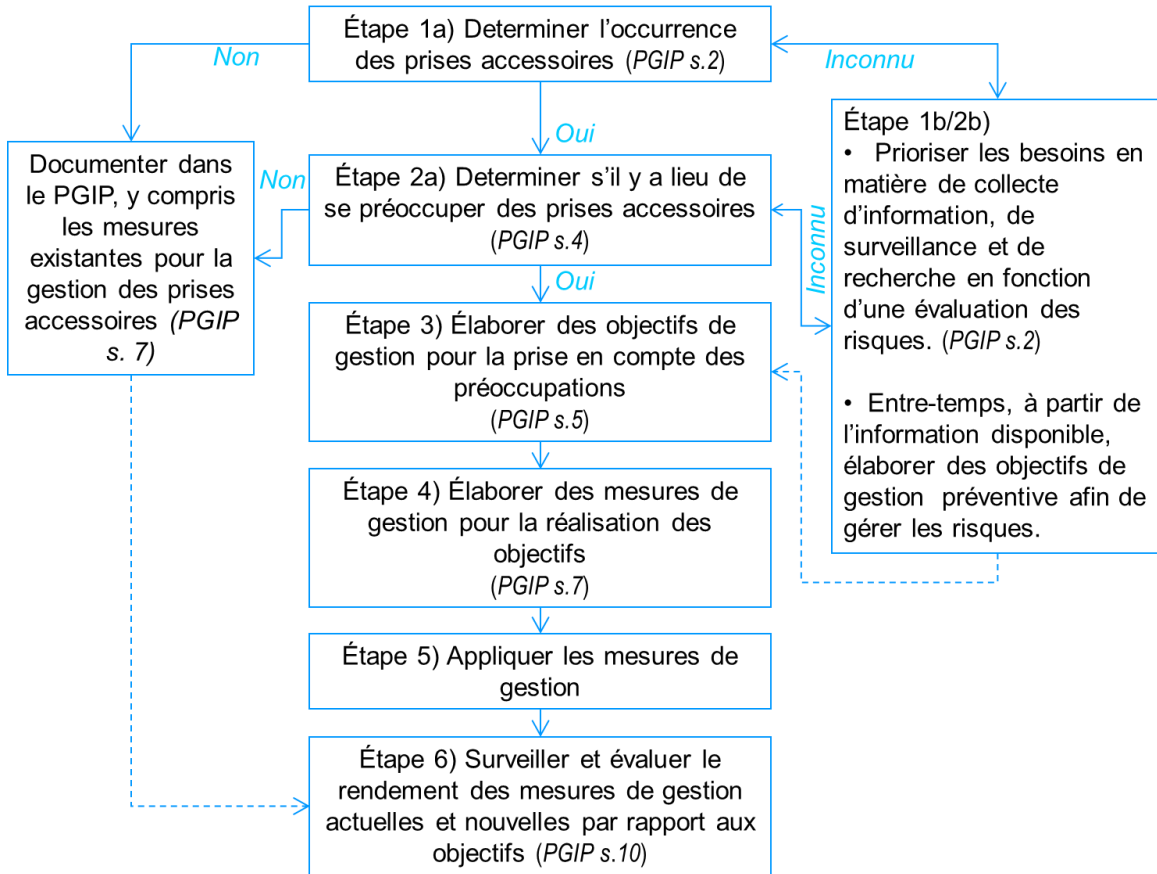 Étape 1a) Determiner l’occurrence
des prises accessoires (PGIP s.2)
Non
Inconnu
Oui
Étape 1b/2b)
• Prioriser les besoins en
matière de collecte
d’information, de
surveillance et de
recherche en fonction
d’une évaluation des
risques. (PGIP s.2)
• Entre-temps, à partir de
l’information disponible,
élaborer des objectifs de
gestion préventive afin de
gérer les risques.
Documenter dans
le PGIP, y compris
les mesures
existantes pour la
gestion des prises
accessoires (PGIP
s. 7)
Non
Étape 2a) Determiner s’il y a lieu de
se préoccuper des prises accessoires
(PGIP s.4)
Inconnu
Oui
Étape 3) Élaborer des objectifs de
gestion pour la prise en compte des
préoccupations
(PGIP s.5)
Étape 4) Élaborer des mesures de
gestion pour la réalisation des
objectifs
(PGIP s.7)
Étape 5) Appliquer les mesures de
gestion
Étape 6) Surveiller et évaluer le
rendement des mesures de gestion
actuelles et nouvelles par rapport aux
objectifs (PGIP s.10)